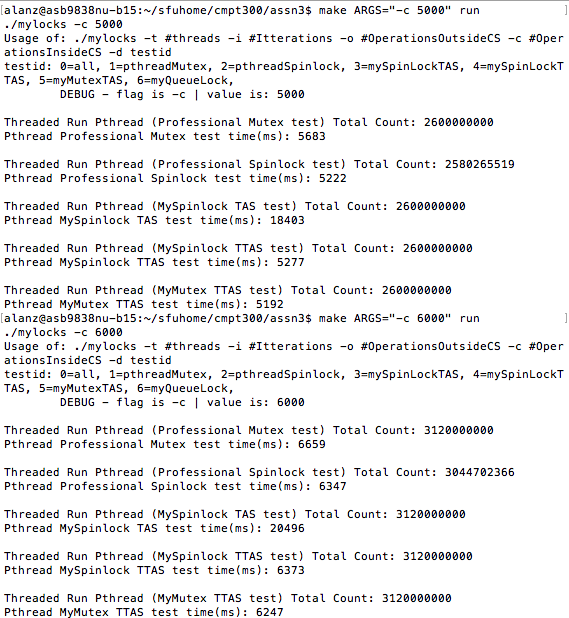 [alanz@asb9838nu-b15:~/sfuhome/cmpt300/assn3$ make ARGS="-c 5000" run ]
./mylocks -c 5000
Usage of: ./mylocks -t #threads -i #Itterations -o #OperationsOutsideCS -c #Oper
ationsInsideCS -d testid
testid: 0=all, 1=pthreadMutex, 2=pthreadSpinlock, 3=mySpinLockTAS, 4=mySpinLockT
TAS, 5=myMutexTAS, 6=myQueueLock,
DEBUG - flag is -c | value is: 5000
Threaded Run Pthread (Professional Mutex test) Total Count: 2600000000
Pthread Professional Mutex test time(ms): 5683
Threaded Run Pthread (Professional Spinlock test) Total Count: 2580265519
Pthread Professional Spinlock test time(ms): 5222
Threaded Run Pthread (MySpinlock TAS test) Total Count: 2600000000
Pthread MySpinlock TAS test time(ms): 18403
Threaded Run Pthread (MySpinlock TTAS test) Total Count: 2600000000
Pthread MySpinlock TTAS test time(ms): 5277
Threaded Run Pthread (MyMutex TTAS test) Total Count: 2600000000
Pthread MyMutex TTAS test time(ms): 5192
[alanz@asb9838nu-b15:~/sfuhome/cmpt300/assn3$ make ARGS="-c 6000" run ]
./mylocks -c 6000
Usage of: ./mylocks -t #threads -i #Itterations -o #OperationsOutsideCS -c #Oper
ationsInsideCS -d testid
testid: 0=all, 1=pthreadMutex, 2=pthreadSpinlock, 3=mySpinLockTAS, 4=mySpinLockT
TAS, 5=myMutexTAS, 6=myQueueLock,
DEBUG - flag is -c | value is: 6000
Threaded Run Pthread (Professional Mutex test) Total Count: 3120000000
Pthread Professional Mutex test time(ms): 6659
Threaded Run Pthread (Professional Spinlock test) Total Count: 3044702366
Pthread Professional Spinlock test time(ms): 6347
Threaded Run Pthread (MySpinlock TAS test) Total Count: 3120000000
Pthread MySpinlock TAS test time(ms): 20496
Threaded Run Pthread (MySpinlock TTAS test) Total Count: 3120000000
Pthread MySpinlock TTAS test time(ms): 6373
Threaded Run Pthread (MyMutex TTAS test) Total Count: 3120000000
Pthread MyMutex TTAS test time(ms): 6247